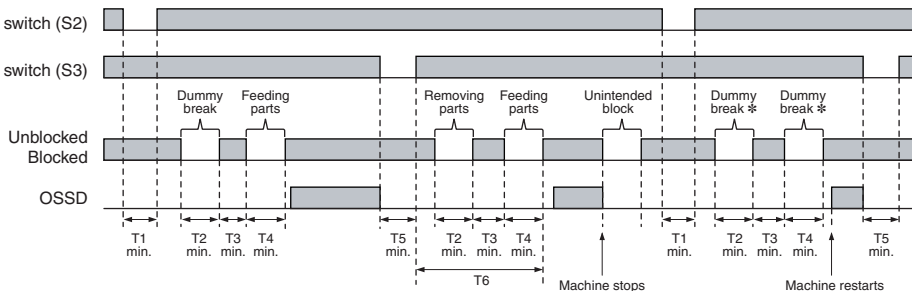 switch (S2)
switch (S3)
Dummy break
Feeding parts
Removing parts
Feeding parts
Unintended block
Dummy break ✻
Dummy break ✻
Unblocked
Blocked
OSSD
T1 min.
T2 min.
T3 min.
T4 min.
T5 min.
T2 min.
T3 min.
T4 min.
T1 min.
T2 min.
T3 min.
T4 min.
T5 min.
T6
Machine stops
Machine restarts